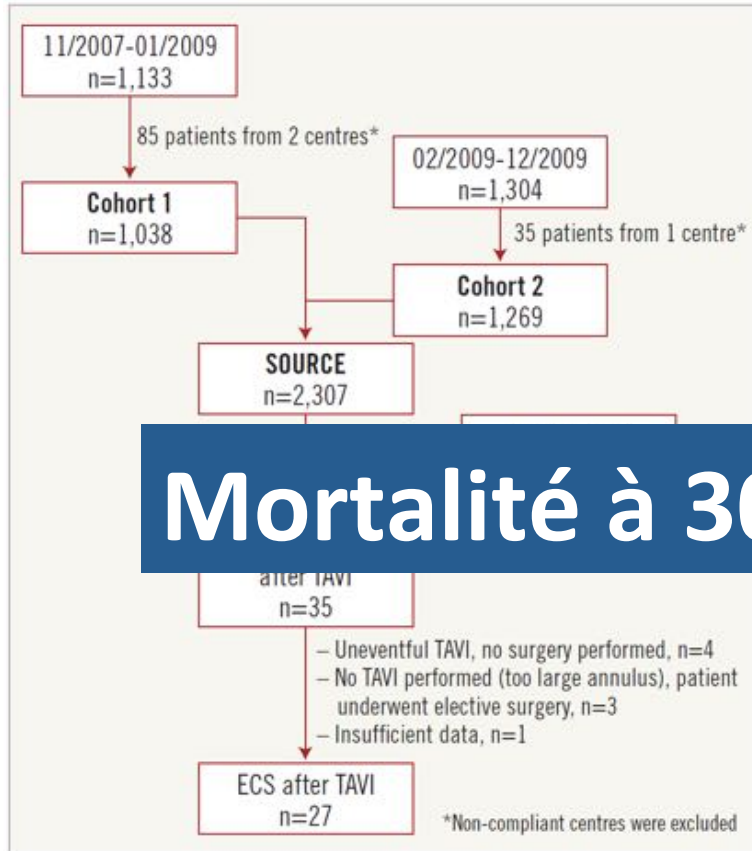 11/2007-01/2009
n=1,133
85 patients from 2 centres*
02/2009-12/2009
n=1,304
Cohort 1
n=1,038
35 patients from 1 centre*
Cohort 2
n=1,269
SOURCE
n=2,307
Mortalité à 30
after TAVI
n=35
– Uneventful TAVI, no surgery performed, n=4
– No TAVI performed (too large annulus), patient
underwent elective surgery, n=3
– Insufficient data, n=1
ECS after TAVI
n=27
*Non-compliant centres were excluded